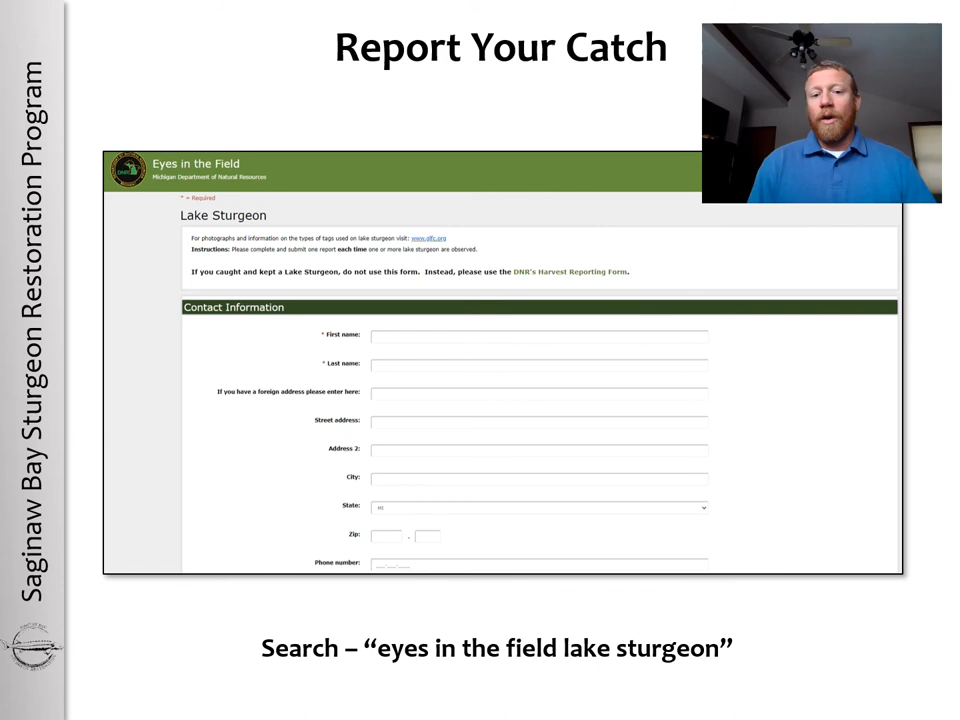 Report Your Catch
Saginaw Bay Sturgeon Restoration Program
DNR
Eyes in the Field
Michigan Department of Natural Resources
* = Required
Lake Sturgeon
For photographs and information on the types of tags used on lake sturgeon visit: www.glfc.org
Instructions: Please complete and submit one report each time one or more lake sturgeon are observed.
If you caught and kept a Lake Sturgeon, do not use this form. Instead, please use the DNR's Harvest Reporting Form.
Contact Information
* First name:
* Last name:
If you have a foreign address please enter here:
Street address:
Address 2:
City:
State: MI
Zip: -
Phone number: ___-___-____
Search – “eyes in the field lake sturgeon”